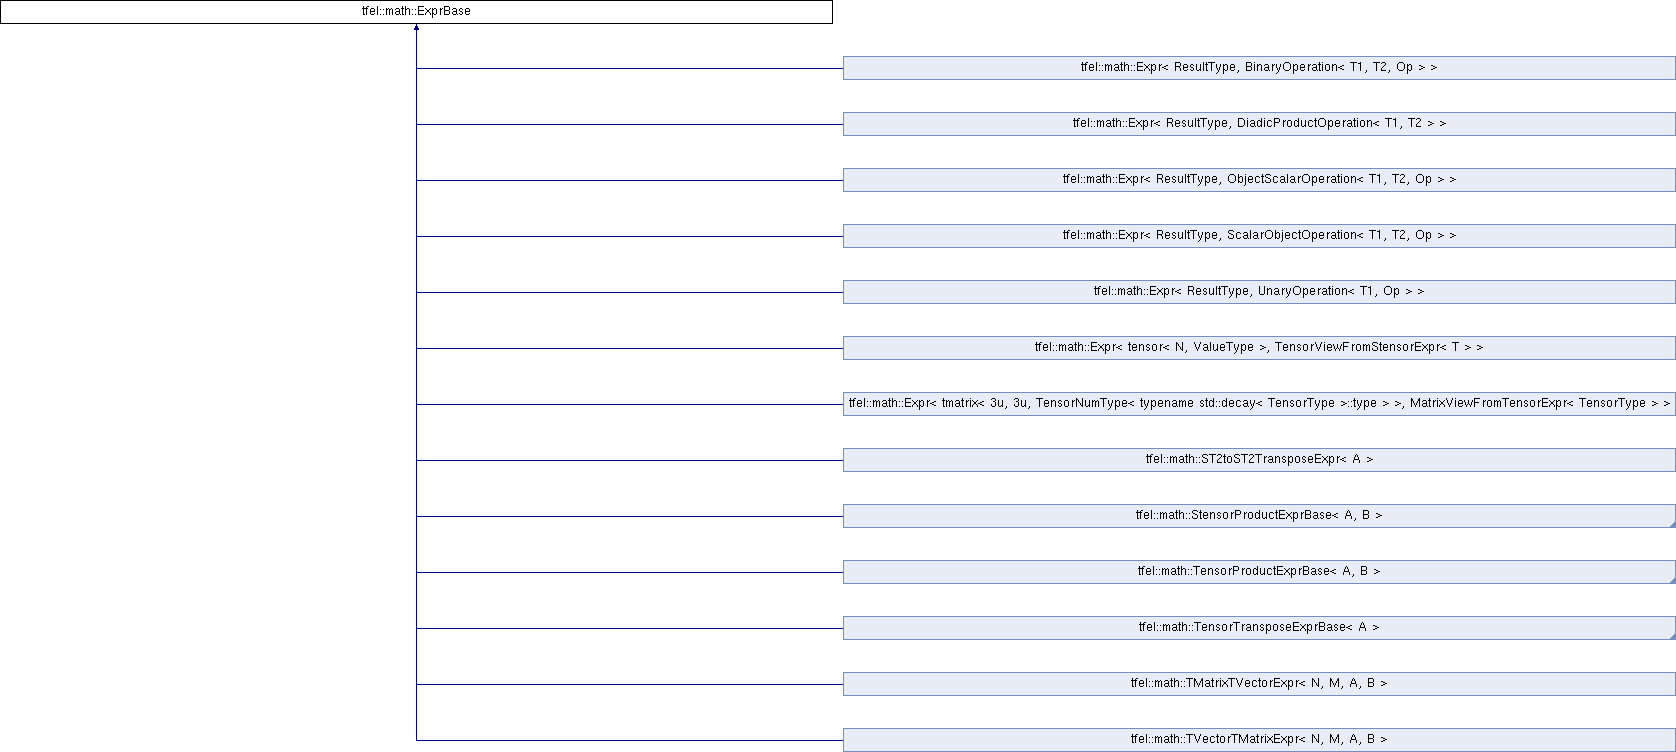 tfel::math::ExprBase
tfel::math::Expr< ResultType, BinaryOperation< T1, T2, Op > >
tfel::math::Expr< ResultType, DiadicProductOperation< T1, T2 > >
tfel::math::Expr< ResultType, ObjectScalarOperation< T1, T2, Op > >
tfel::math::Expr< ResultType, ScalarObjectOperation< T1, T2, Op > >
tfel::math::Expr< ResultType, UnaryOperation< T1, Op > >
tfel::math::Expr< tensor< N, ValueType >, TensorViewFromStensorExpr< T > >
tfel::math::Expr< tmatrix< 3u, 3u, TensorNumType< typename std::decay< TensorType >::type > >, MatrixViewFromTensorExpr< TensorType > >
tfel::math::ST2toST2TransposeExpr< A >
tfel::math::StensorProductExprBase< A, B >
tfel::math::TensorProductExprBase< A, B >
tfel::math::TensorTransposeExprBase< A >
tfel::math::TMatrixTVectorExpr< N, M, A, B >
tfel::math::TVectorTMatrixExpr< N, M, A, B >